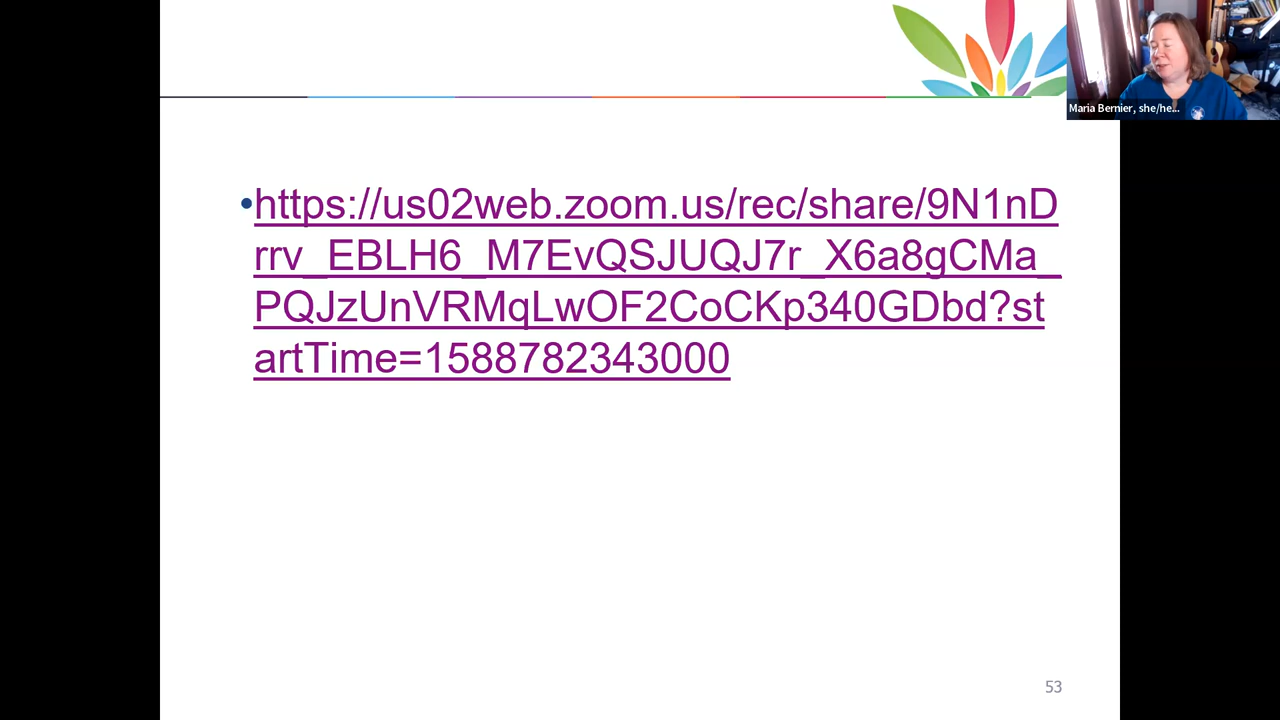 Maria Bernier, she/he...
•https://us02web.zoom.us/rec/share/9N1nD
rrv_EBLH6_M7EvQSJUQJ7r_X6a8gCMa_
PQJzUnVRMqLwOF2CoCKp340GDbd?st
artTime=1588782343000
53